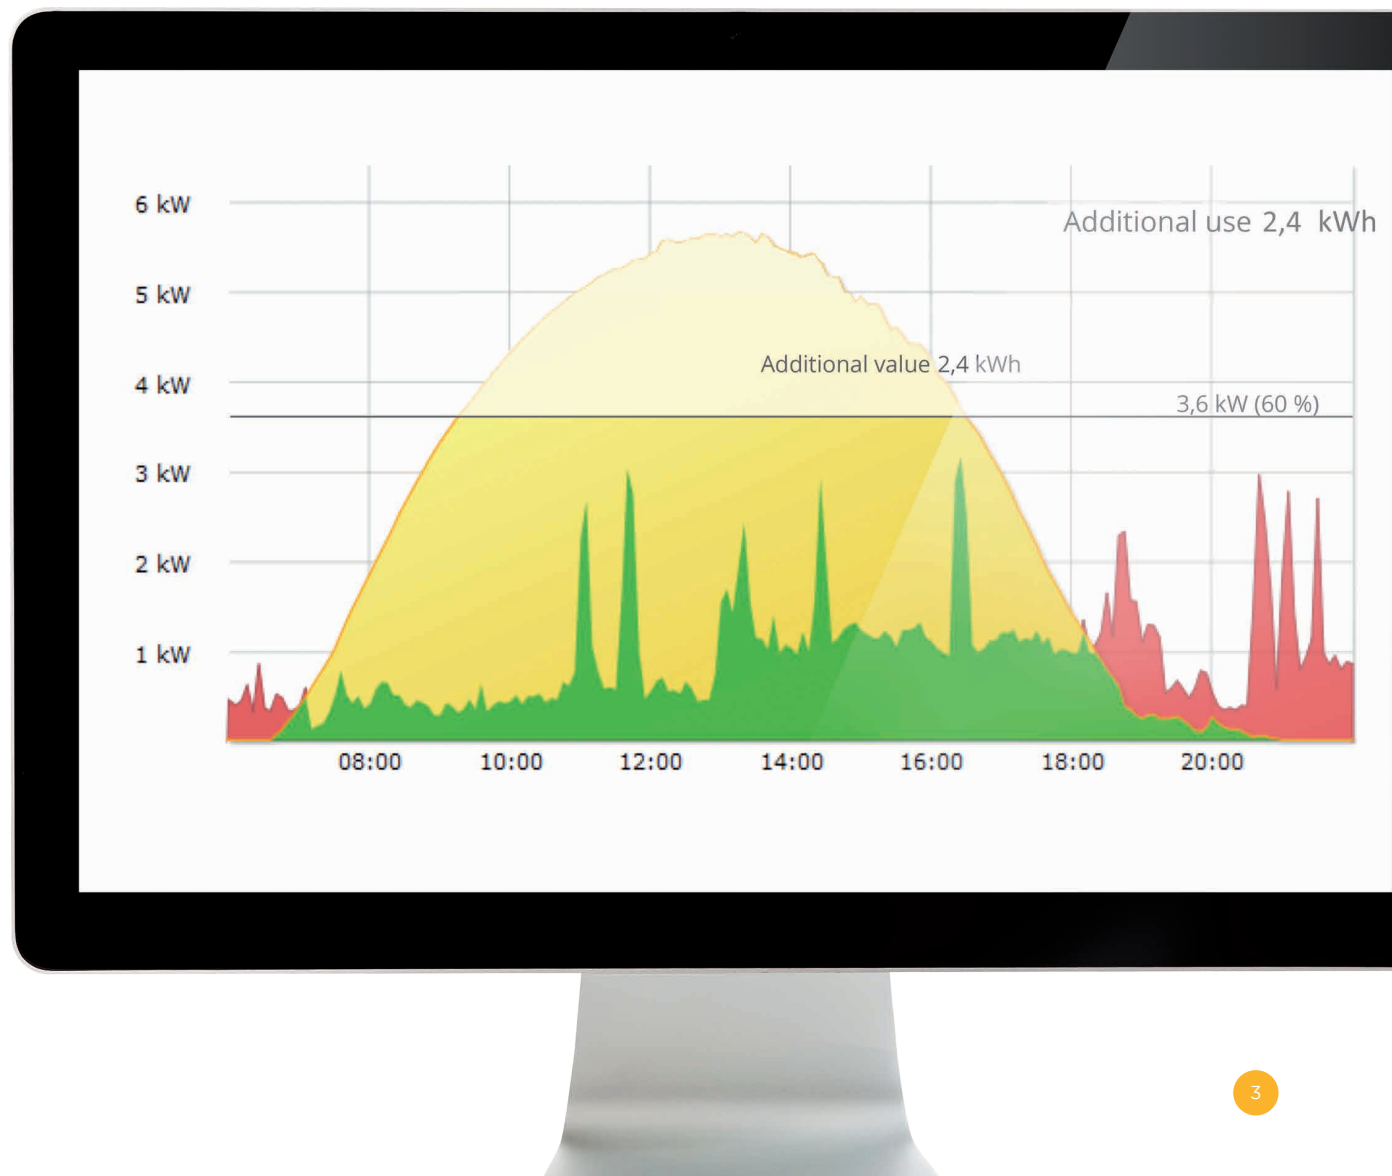 6 kW
Additional use 2,4 kWh
5 kW
Additional value 2,4 kWh
4 kW
3,6 kW (60 %)
3 kW
2 kW
1 kW
08:00 10:00 12:00 14:00 16:00 18:00 20:00
3